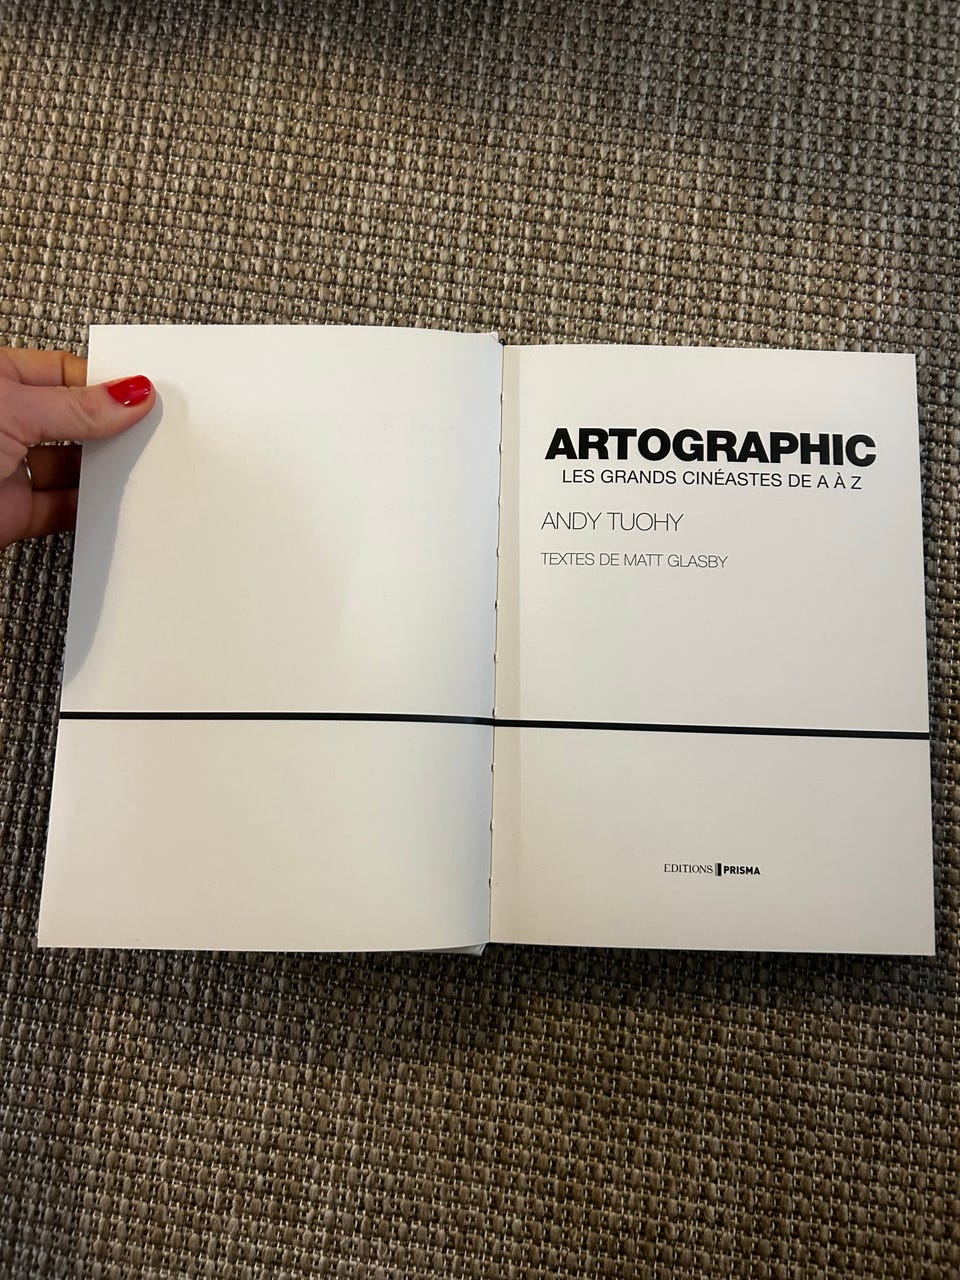 ARTOGRAPHIC
LES GRANDS CINÉASTES DE A À Z
ANDY TUOHY
TEXTES DE MATT GLASBY
EDITIONS PRISMA